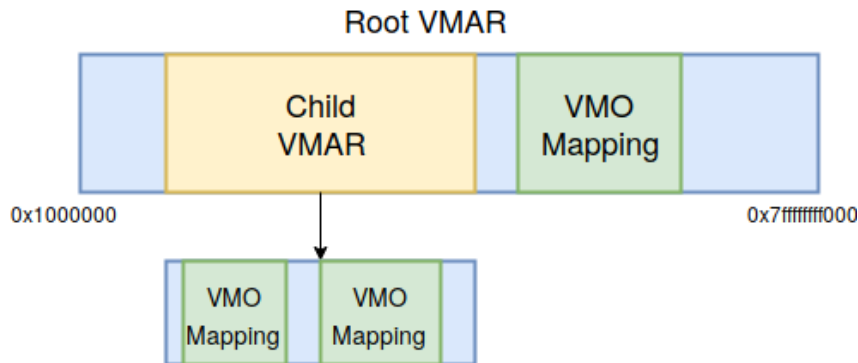 Root VMAR
Child
VMAR
VMO
Mapping
0x1000000
0x7ffffffff000
VMO
Mapping
VMO
Mapping